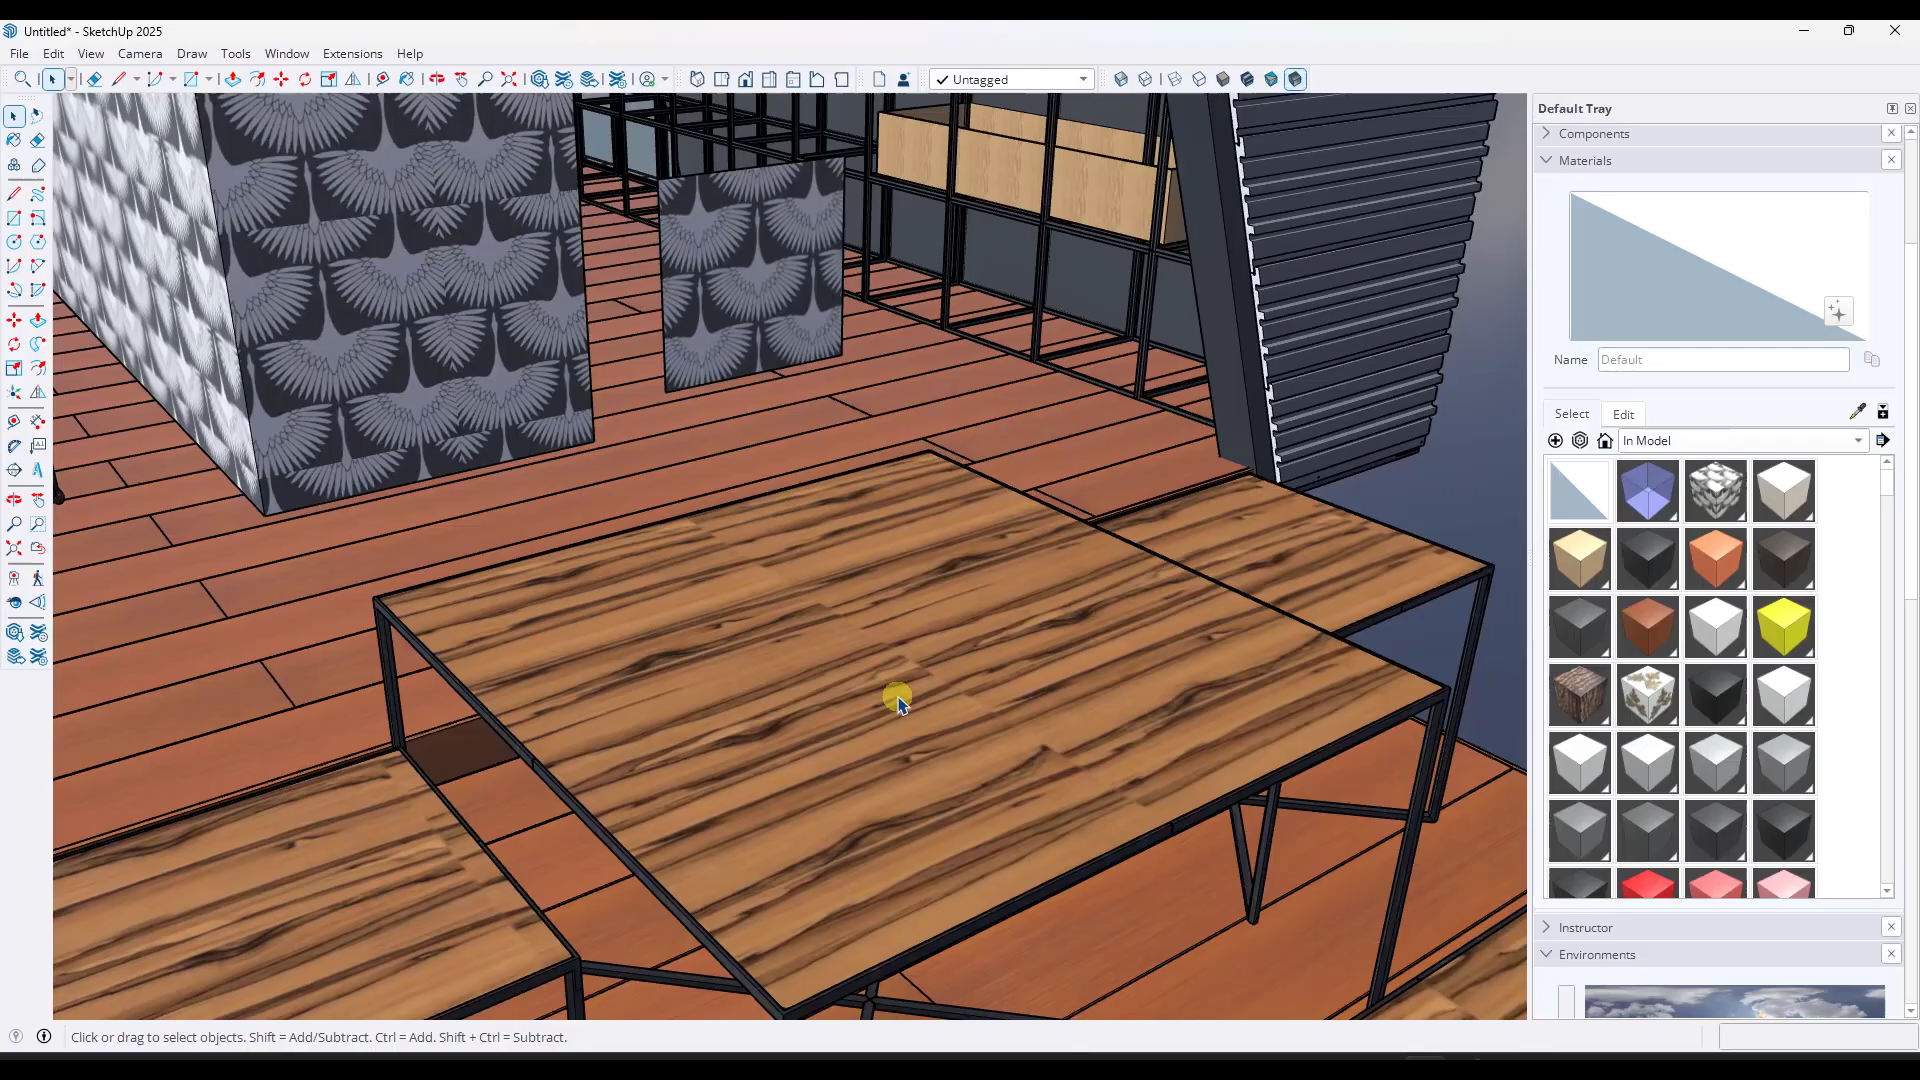 Untitled* - SketchUp 2025
File Edit View Camera Draw Tools Window Extensions Help
Untagged
Default Tray
Components
Materials
Name Default
Select Edit
In Model
Instructor
Environments
Click or drag to select objects. Shift = Add/Subtract. Ctrl = Add. Shift + Ctrl = Subtract.